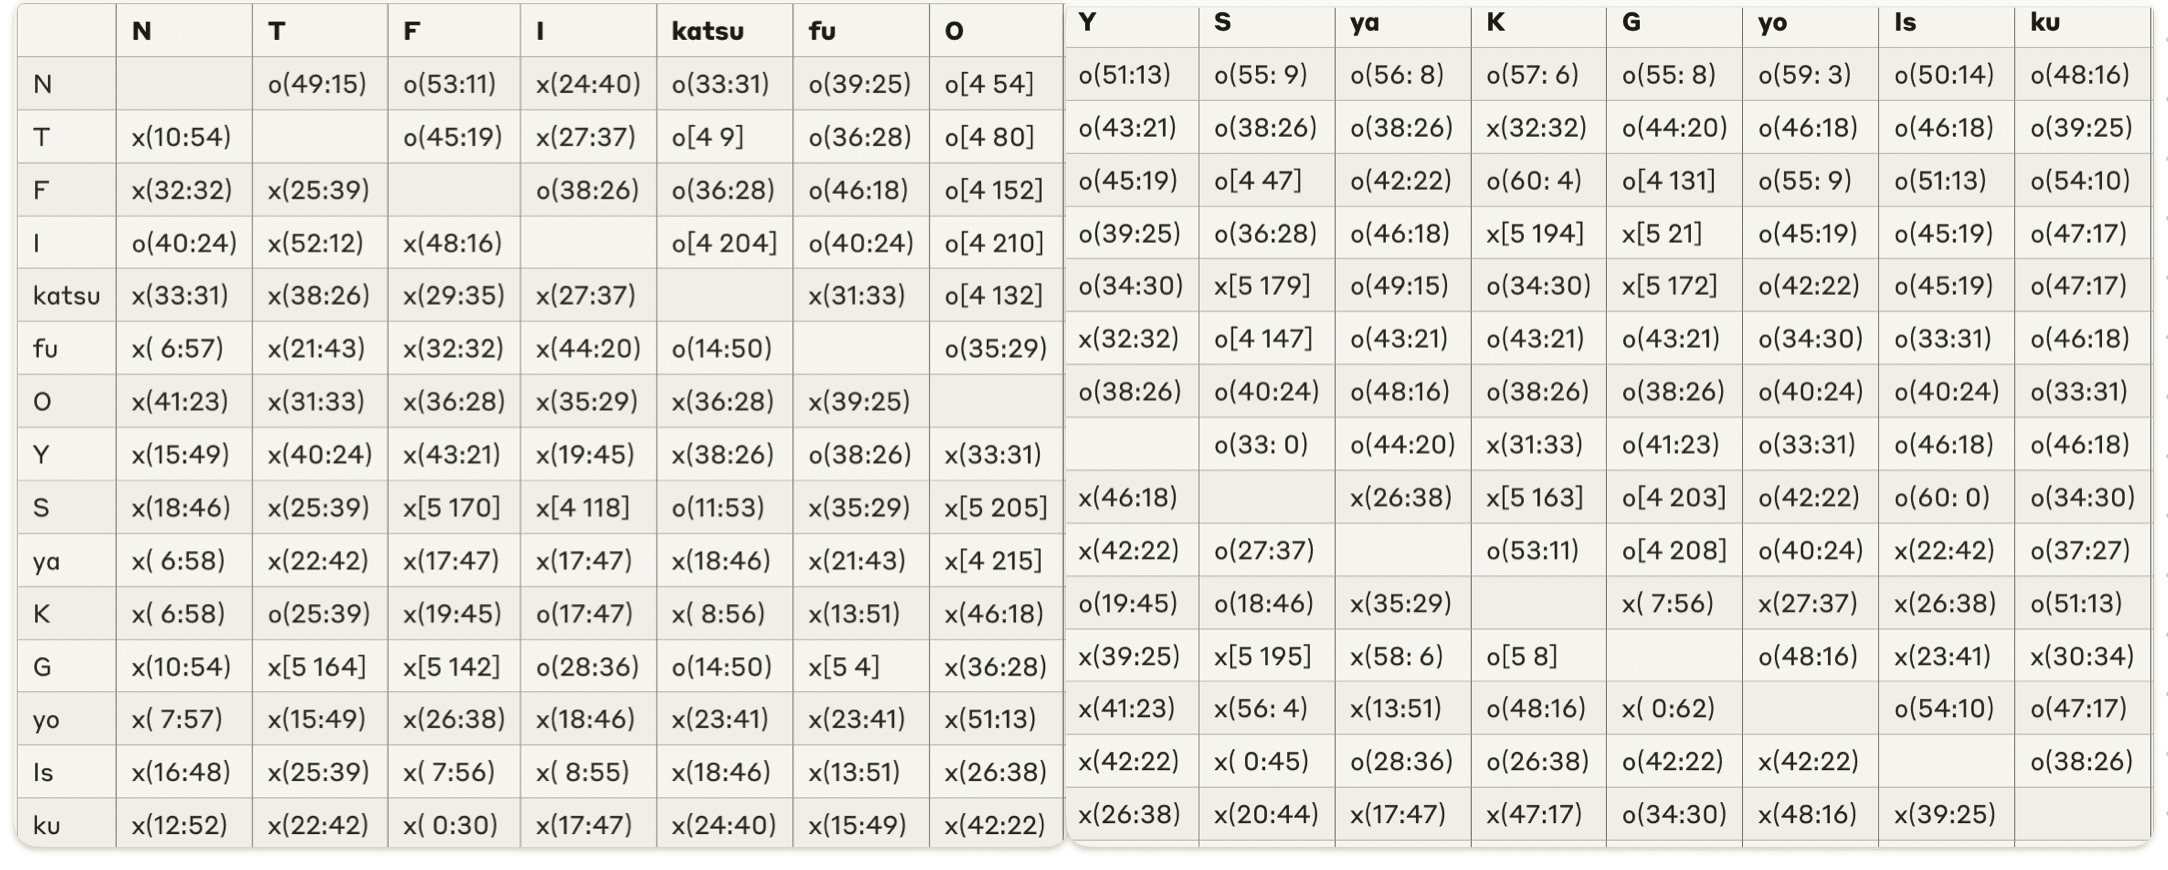 N T F I katsu fu O Y S ya K G yo Is ku
N o(49:15) o(53:11) x(24:40) o(33:31) o(39:25) o[4 54] o(51:13) o(55: 9) o(56: 8) o(57: 6) o(55: 8) o(59: 3) o(50:14) o(48:16)
T x(10:54) o(45:19) x(27:37) o[4 9] o(36:28) o[4 80] o(43:21) o(38:26) o(38:26) x(32:32) o(44:20) o(46:18) o(46:18) o(39:25)
F x(32:32) x(25:39) o(38:26) o(36:28) o(46:18) o[4 152] o(45:19) o[4 47] o(42:22) o(60: 4) o[4 131] o(55: 9) o(51:13) o(54:10)
I o(40:24) x(52:12) x(48:16) o[4 204] o(40:24) o[4 210] o(39:25) o(36:28) o(46:18) x[5 194] x[5 21] o(45:19) o(45:19) o(47:17)
katsu x(33:31) x(38:26) x(29:35) x(27:37) x(31:33) o[4 132] o(34:30) x[5 179] o(49:15) o(34:30) x[5 172] o(42:22) o(45:19) o(47:17)
fu x( 6:57) x(21:43) x(32:32) x(44:20) o(14:50) o(35:29) x(32:32) o[4 147] o(43:21) o(43:21) o(43:21) o(34:30) o(33:31) o(46:18)
O x(41:23) x(31:33) x(36:28) x(35:29) x(36:28) x(39:25) o(38:26) o(40:24) o(48:16) o(38:26) o(38:26) o(40:24) o(40:24) o(33:31)
Y x(15:49) x(40:24) x(43:21) x(19:45) x(38:26) o(38:26) x(33:31) o(33: 0) o(44:20) x(31:33) o(41:23) o(33:31) o(46:18) o(46:18)
S x(18:46) x(25:39) x[5 170] x[4 118] o(11:53) x(35:29) x[5 205] x(46:18) x(26:38) x[5 163] o[4 203] o(42:22) o(60: 0) o(34:30)
ya x( 6:58) x(22:42) x(17:47) x(17:47) x(18:46) x(21:43) x[4 215] x(42:22) o(27:37) o(53:11) o[4 208] o(40:24) x(22:42) o(37:27)
K x( 6:58) o(25:39) x(19:45) o(17:47) x( 8:56) x(13:51) x(46:18) o(19:45) o(18:46) x(35:29) x( 7:56) x(27:37) x(26:38) o(51:13)
G x(10:54) x[5 164] x[5 142] o(28:36) o(14:50) x[5 4] x(36:28) x(39:25) x[5 195] x(58: 6) o[5 8] o(48:16) x(23:41) x(30:34)
yo x( 7:57) x(15:49) x(26:38) x(18:46) x(23:41) x(23:41) x(51:13) x(41:23) x(56: 4) x(13:51) o(48:16) x( 0:62) o(54:10) o(47:17)
Is x(16:48) x(25:39) x( 7:56) x( 8:55) x(18:46) x(13:51) x(26:38) x(42:22) x( 0:45) o(28:36) o(26:38) o(42:22) x(42:22) o(38:26)
ku x(12:52) x(22:42) x( 0:30) x(17:47) x(24:40) x(15:49) x(42:22) x(26:38) x(20:44) x(17:47) x(47:17) o(34:30) x(48:16) x(39:25)